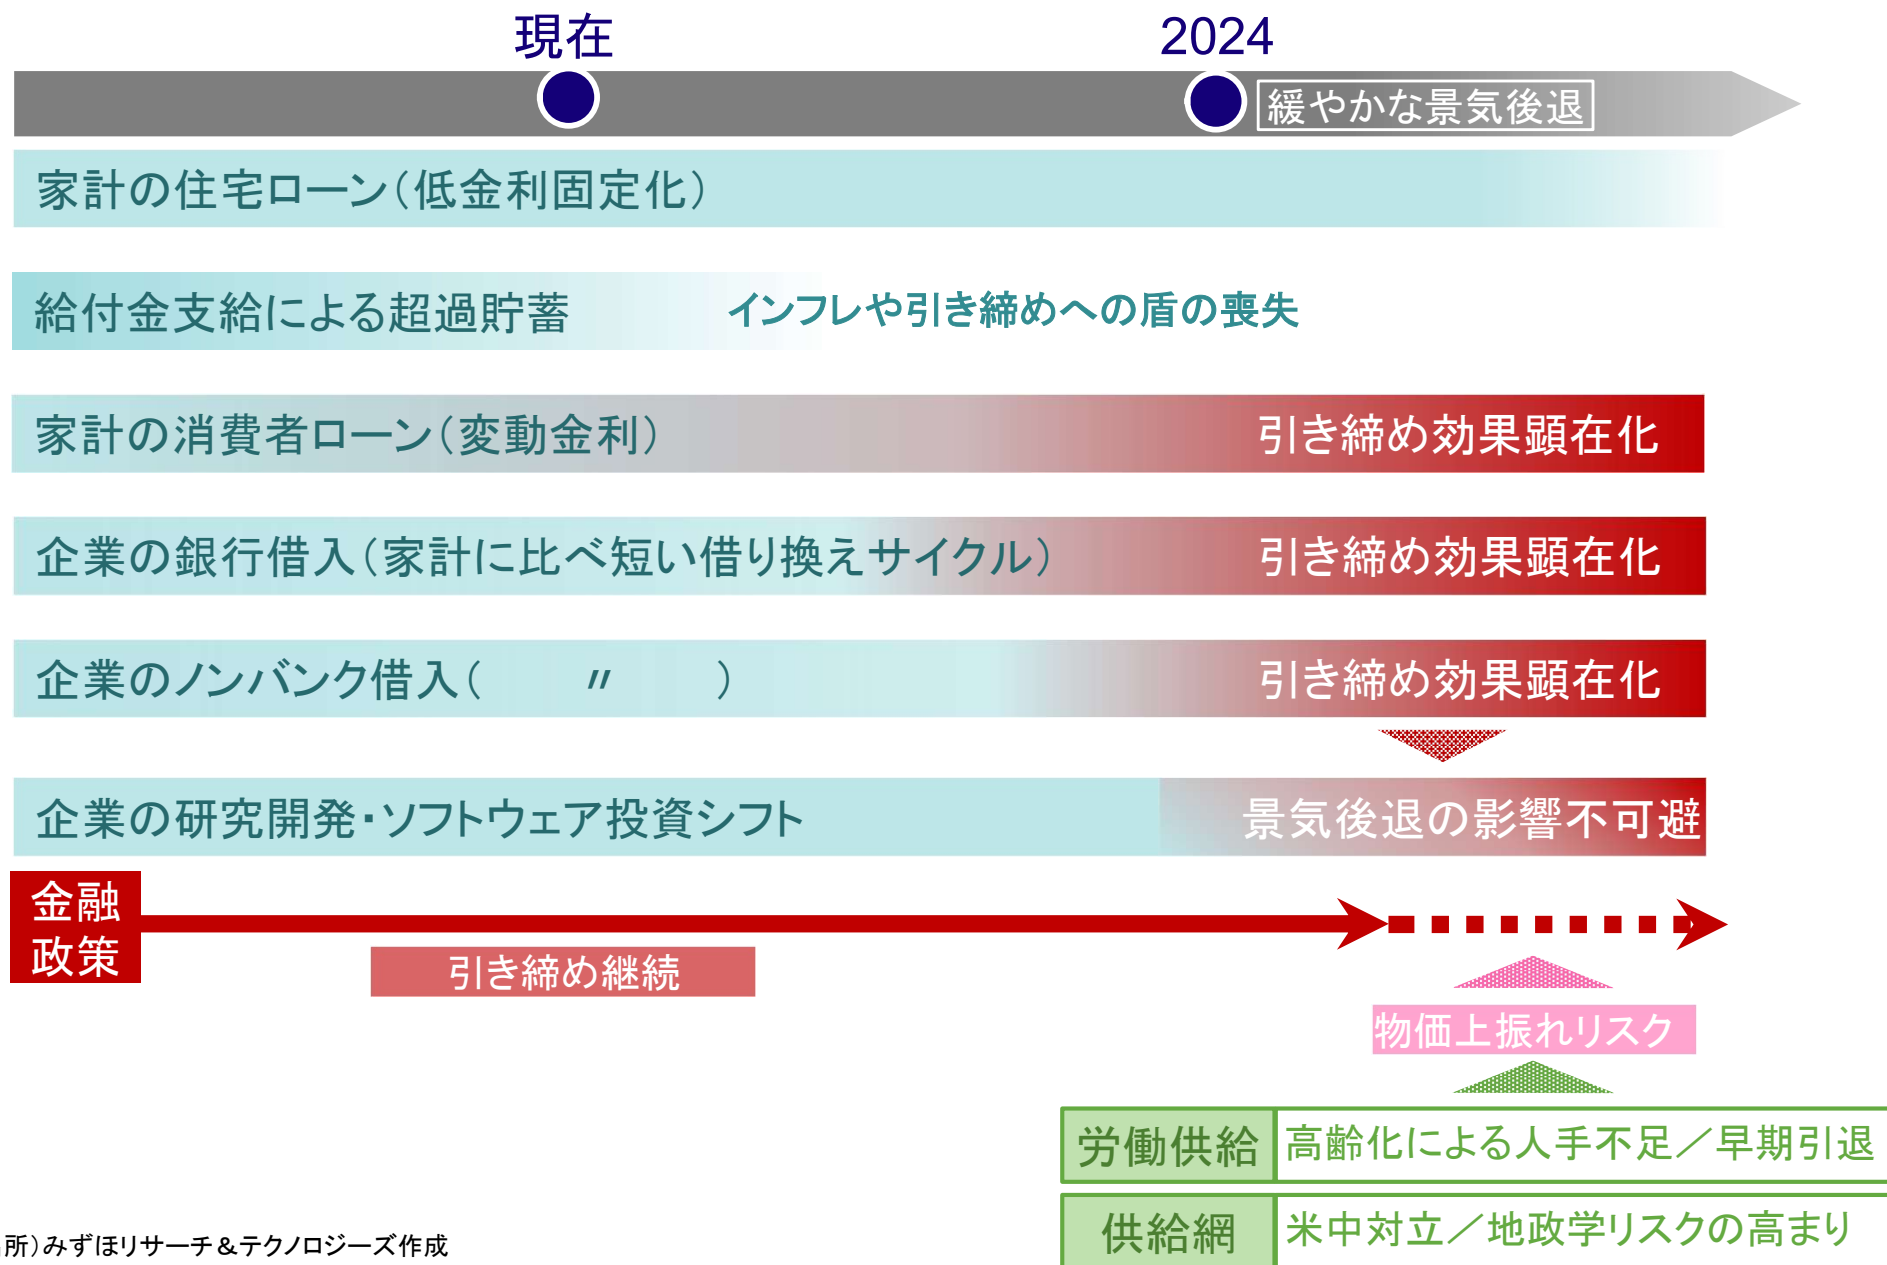 現在
2024
緩やかな景気後退
家計の住宅ローン（低金利固定化）
給付金支給による超過貯蓄
インフレや引き締めへの盾の喪失
家計の消費者ローン（変動金利）
引き締め効果顕在化
企業の銀行借入（家計に比べ短い借り換えサイクル）
引き締め効果顕在化
企業のノンバンク借入（　　〃　　）
引き締め効果顕在化
企業の研究開発・ソフトウェア投資シフト
景気後退の影響不可避
金融
政策
引き締め継続
物価上振れリスク
労働供給
高齢化による人手不足／早期引退
供給網
米中対立／地政学リスクの高まり
所）みずほリサーチ＆テクノロジーズ作成